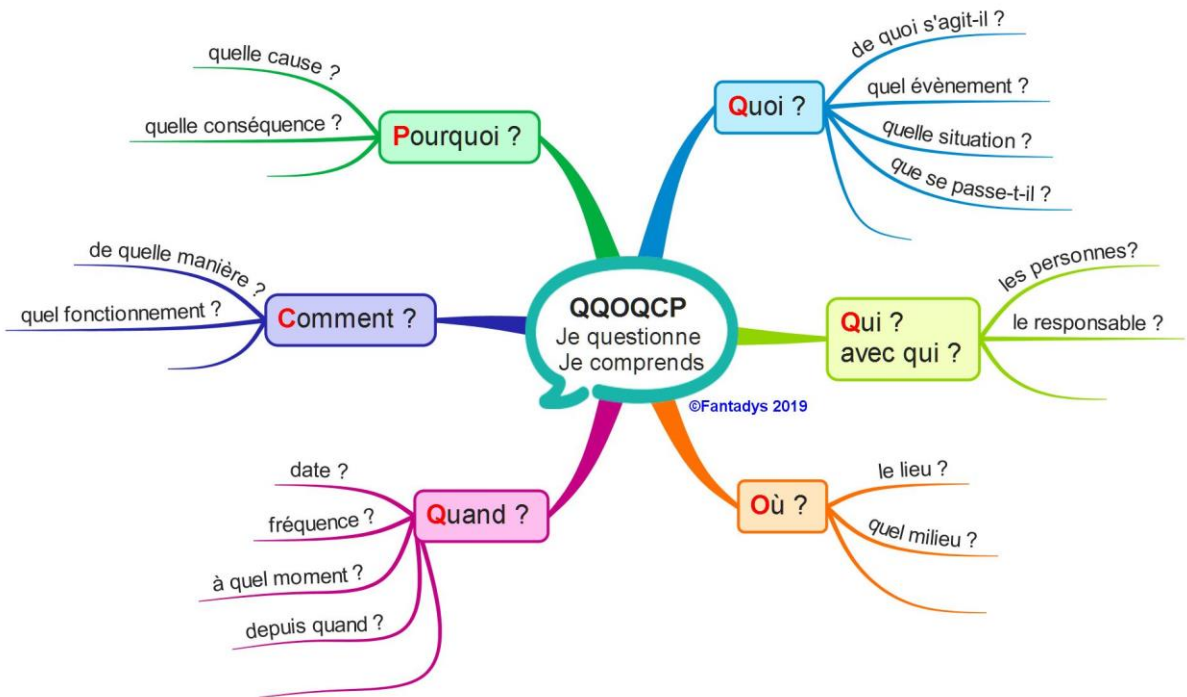 QQOQCP
Je questionne
Je comprends
©Fantadys 2019
Quoi ?
de quoi s'agit-il ?
quel évènement ?
quelle situation ?
que se passe-t-il ?
Qui ?
avec qui ?
les personnes?
le responsable ?
Où ?
le lieu ?
quel milieu ?
Quand ?
date ?
fréquence ?
à quel moment ?
depuis quand ?
Comment ?
de quelle manière ?
quel fonctionnement ?
Pourquoi ?
quelle cause ?
quelle conséquence ?